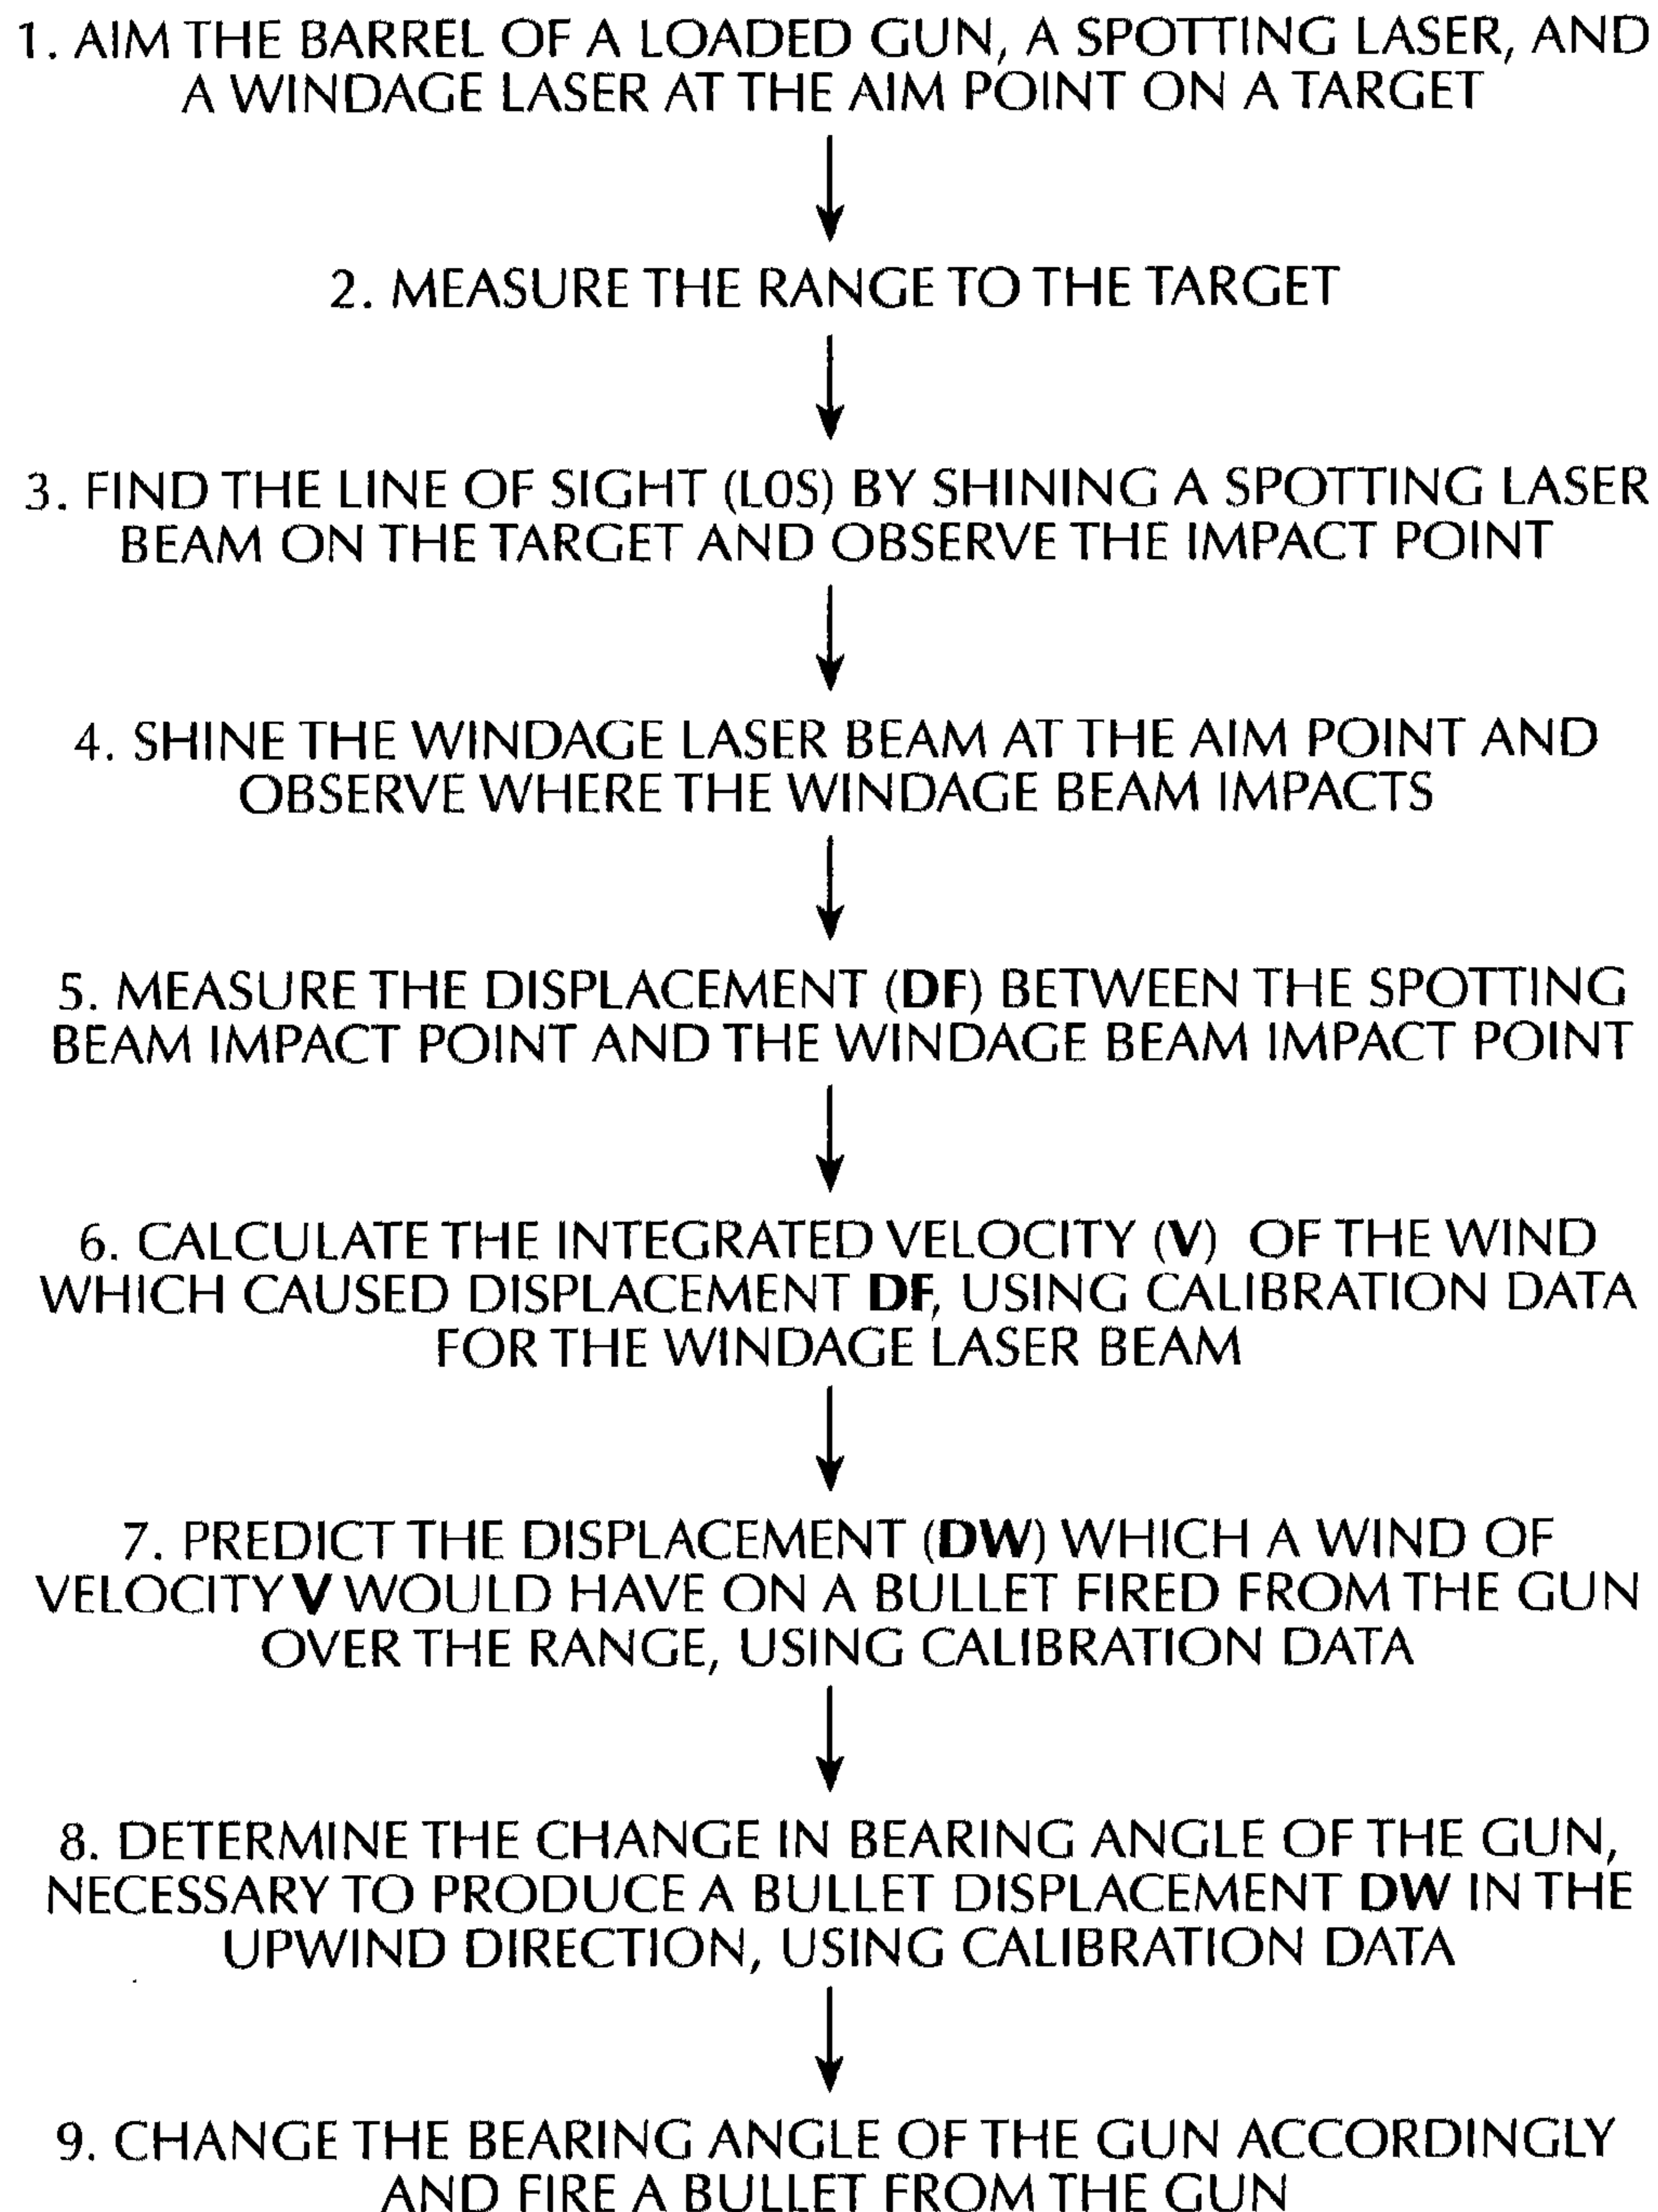 1. AIM THE BARREL OF A LOADED GUN, A SPOTTING LASER, AND
A WINDAGE LASER AT THE AIM POINT ON A TARGET
2. MEASURE THE RANGE TO THE TARGET
3. FIND THE LINE OF SIGHT (LOS) BY SHINING A SPOTTING LASER
BEAM ON THE TARGET AND OBSERVE THE IMPACT POINT
4. SHINE THE WINDAGE LASER BEAM AT THE AIM POINT AND
OBSERVE WHERE THE WINDAGE BEAM IMPACTS
5. MEASURE THE DISPLACEMENT (DF) BETWEEN THE SPOTTING
BEAM IMPACT POINT AND THE WINDAGE BEAM IMPACT POINT
6. CALCULATE THE INTEGRATED VELOCITY (V) OF THE WIND
WHICH CAUSED DISPLACEMENT DF, USING CALIBRATION DATA
FOR THE WINDAGE LASER BEAM
7. PREDICT THE DISPLACEMENT (DW) WHICH A WIND OF
VELOCITY V WOULD HAVE ON A BULLET FIRED FROM THE GUN
OVER THE RANGE, USING CALIBRATION DATA
8. DETERMINE THE CHANGE IN BEARING ANGLE OF THE GUN,
NECESSARY TO PRODUCE A BULLET DISPLACEMENT DW IN THE
UPWIND DIRECTION, USING CALIBRATION DATA
9. CHANGE THE BEARING ANGLE OF THE GUN ACCORDINGLY
AND FIRE A BULLET FROM THE GUN